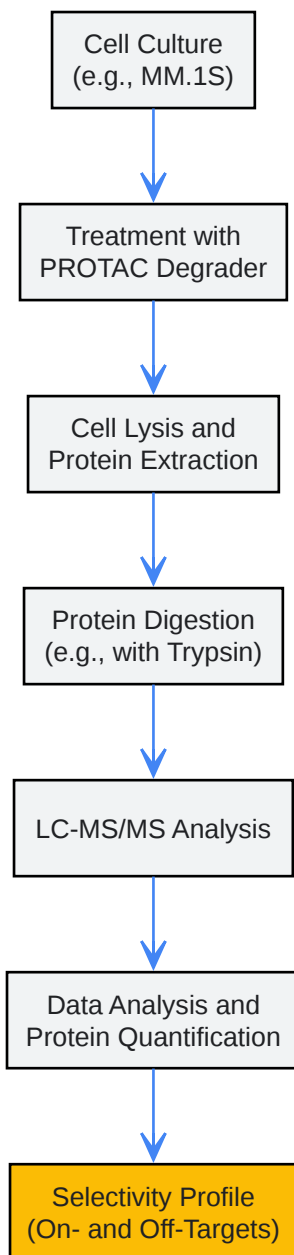 Cell Culture
(e.g., MM.1S)
Treatment with
PROTAC Degrader
Cell Lysis and
Protein Extraction
Protein Digestion
(e.g., with Trypsin)
LC-MS/MS Analysis
Data Analysis and
Protein Quantification
Selectivity Profile
(On- and Off-Targets)